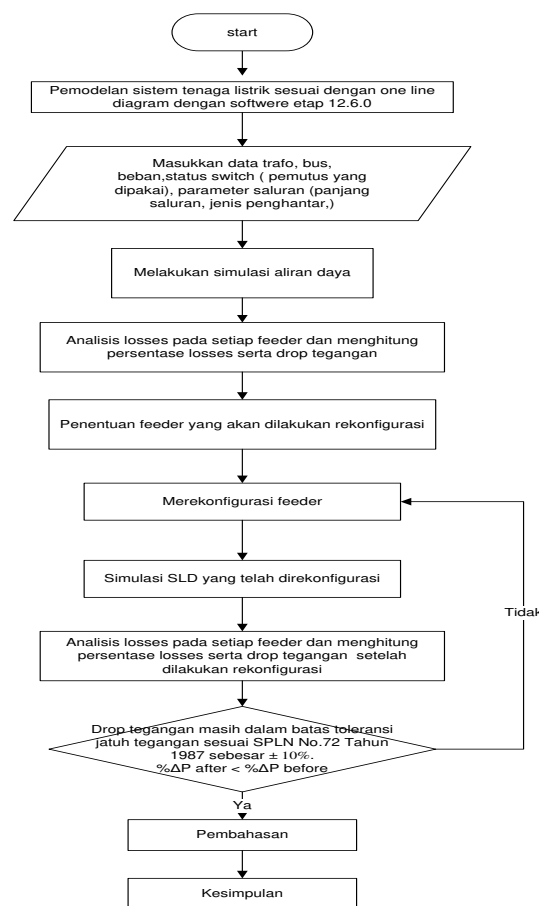 start
Pemodelan sistem tenaga listrik sesuai dengan one line
diagram dengan softwere etap 12.6.0
Masukkan data trafo, bus,
beban,status switch ( pemutus yang
dipakai), parameter saluran (panjang
saluran, jenis penghantar,)
Melakukan simulasi aliran daya
Analisis losses pada setiap feeder dan menghitung
persentase losses serta drop tegangan
Penentuan feeder yang akan dilakukan rekonfigurasi
Merekonfigurasi feeder
Simulasi SLD yang telah direkonfigurasi
Tidak
Analisis losses pada setiap feeder dan menghitung
persentase losses serta drop tegangan setelah
dilakukan rekonfigurasi
Drop tegangan masih dalam batas toleransi
jatuh tegangan sesuai SPLN No.72 Tahun
1987 sebesar ± 10%.
%ΔP after < %ΔP before
Ya
Pembahasan
Kesimpulan